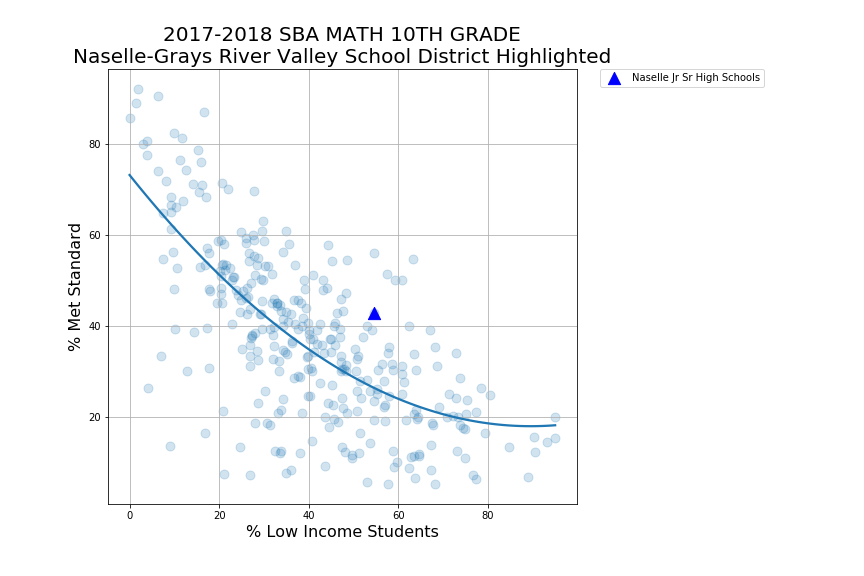 2017-2018 SBA MATH 10TH GRADE
Naselle-Grays River Valley School District Highlighted
Naselle Jr Sr High Schools
80
60
40
20
% Met Standard
0 20 40 60 80
% Low Income Students